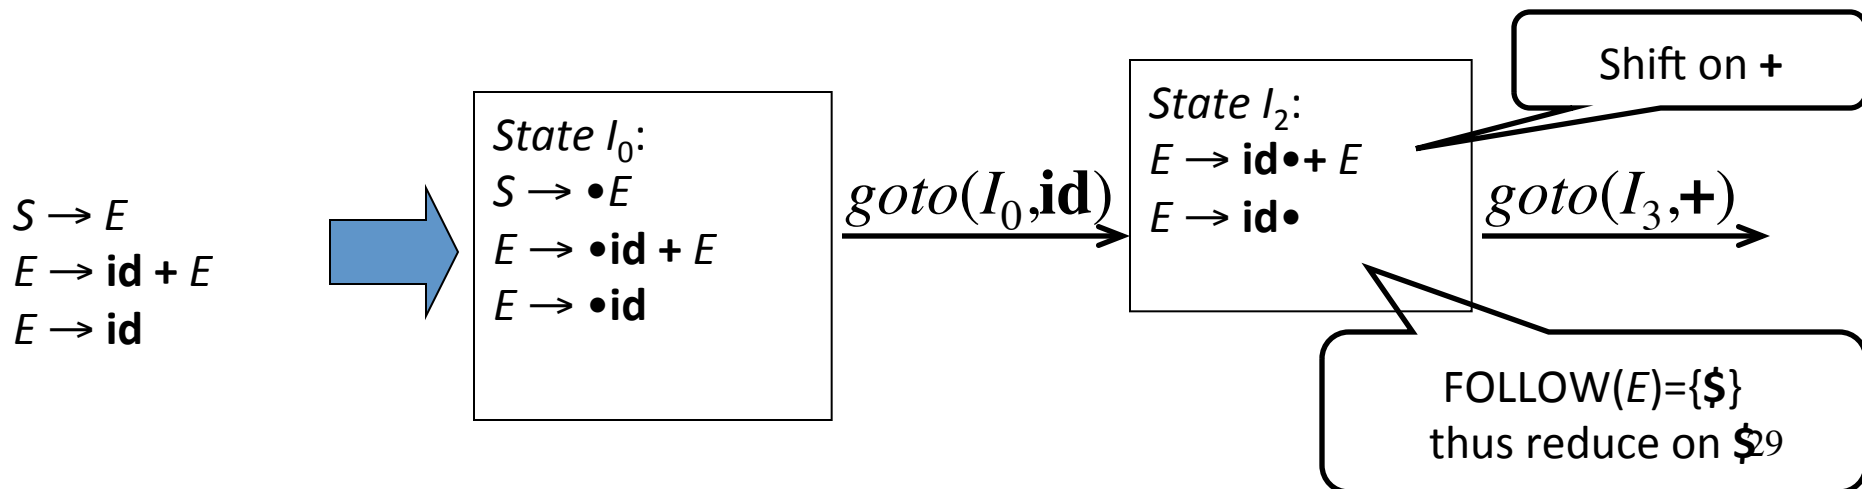 S → E
E → id + E
E → id
State I0:
S → •E
E → •id + E
E → •id
goto(I0,id)
State I2:
E → id•+ E
E → id•
Shift on +
goto(I3,+)
FOLLOW(E)={$}
thus reduce on $
29